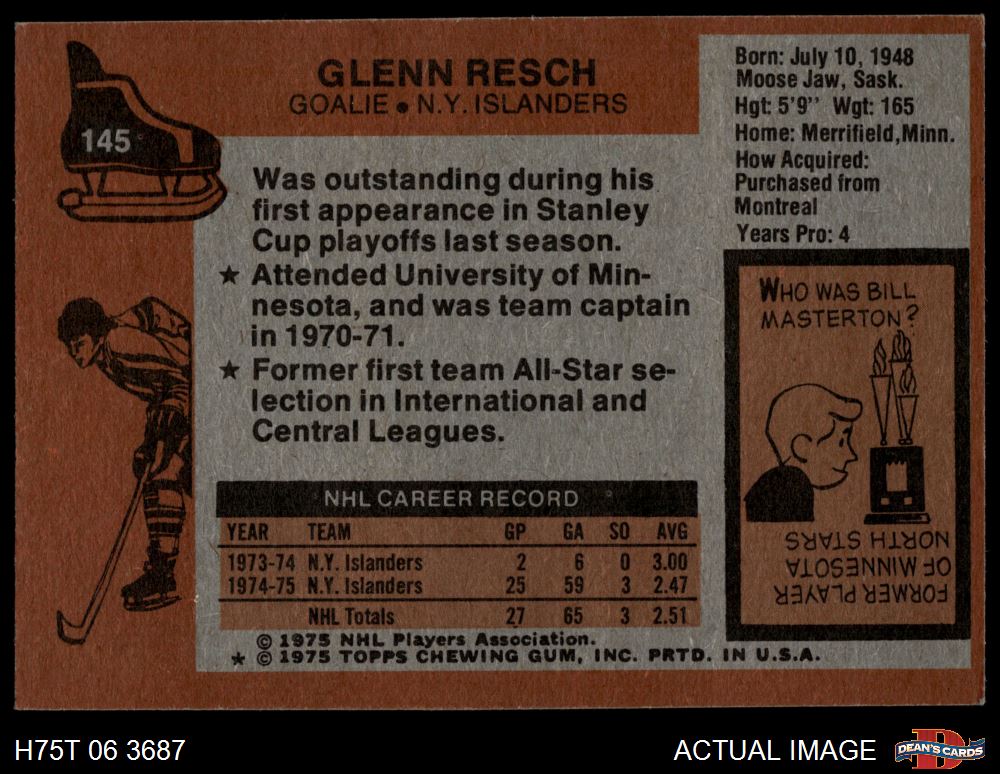 145
GLENN RESCH
GOALIE • N.Y. ISLANDERS
Born: July 10, 1948
Moose Jaw, Sask.
Hgt: 5'9" Wgt: 165
Home: Merrifield, Minn.
How Acquired:
Purchased from
Montreal
Years Pro: 4
Was outstanding during his
first appearance in Stanley
Cup playoffs last season.
★ Attended University of Min-
nesota, and was team captain
in 1970-71.
★ Former first team All-Star se-
lection in International and
Central Leagues.
WHO WAS BILL
MASTERTON?
FORMER PLAYER
OF MINNESOTA
NORTH STARS
NHL CAREER RECORD
YEAR TEAM GP GA SO AVG
1973-74 N.Y. Islanders 2 6 0 3.00
1974-75 N.Y. Islanders 25 59 3 2.47
NHL Totals 27 65 3 2.51
© 1975 NHL Players Association.
★ © 1975 TOPPS CHEWING GUM, INC. PRTD. IN U.S.A.
H75T 06 3687
ACTUAL IMAGE
DEAN'S CARDS